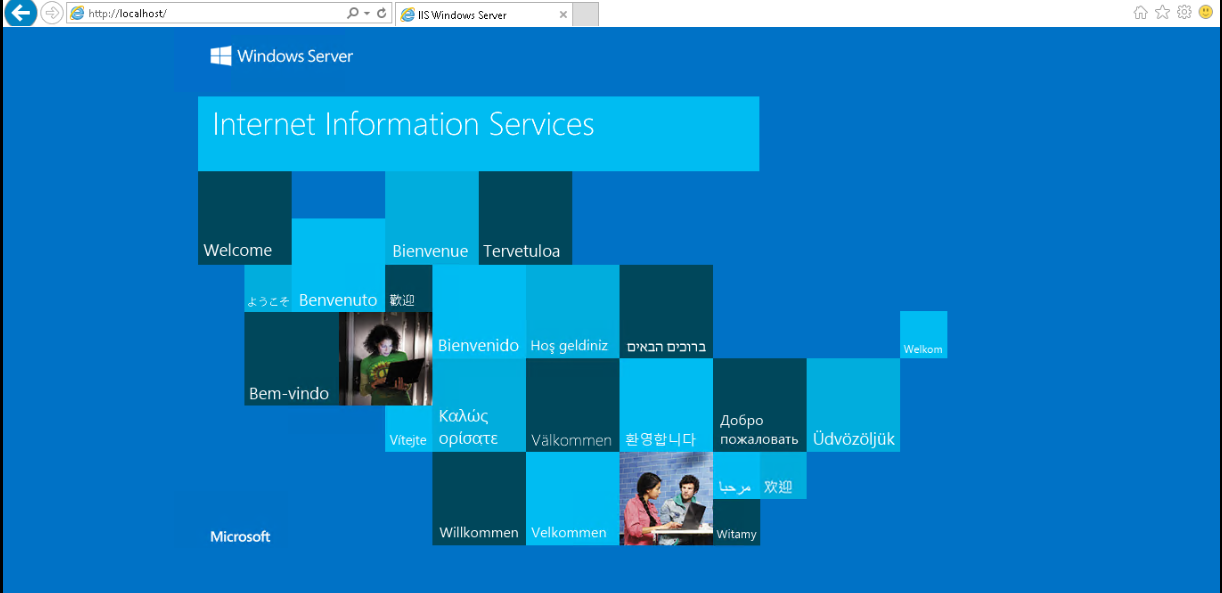 http://localhost/
IIS Windows Server
Windows Server
Internet Information Services
Welcome
Bienvenue
Tervetuloa
ようこそ
Benvenuto
歡迎
Bienvenido
Hoş geldiniz
ברוכים הבאים
Welkom
Bem-vindo
Vítejte
Καλώς
ορίσατε
Välkommen
환영합니다
Добро
пожаловать
Üdvözöljük
Willkommen
Velkommen
مرحبا
欢迎
Witamy
Microsoft